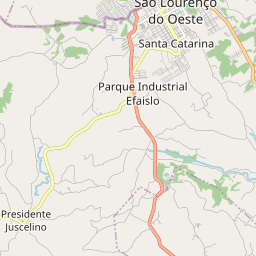 São Lourenço
do Oeste
Santa Catarina
Parque Industrial
Efaislo
Presidente
Juscelino